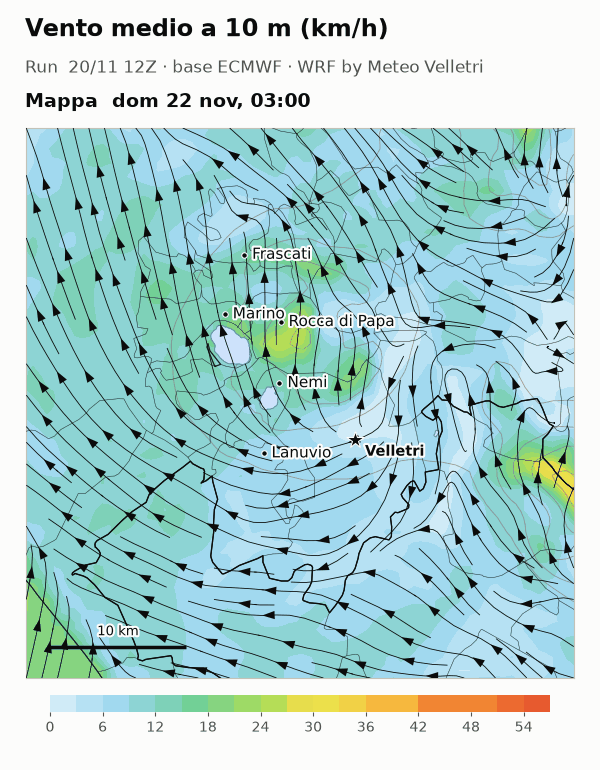 Vento medio a 10 m (km/h)
Run  20/11 12Z · base ECMWF · WRF by Meteo Velletri
Mappa  dom 22 nov, 03:00
Frascati
Marino
Rocca di Papa
Nemi
Velletri
Lanuvio
10 km
0 6 12 18 24 30 36 42 48 54